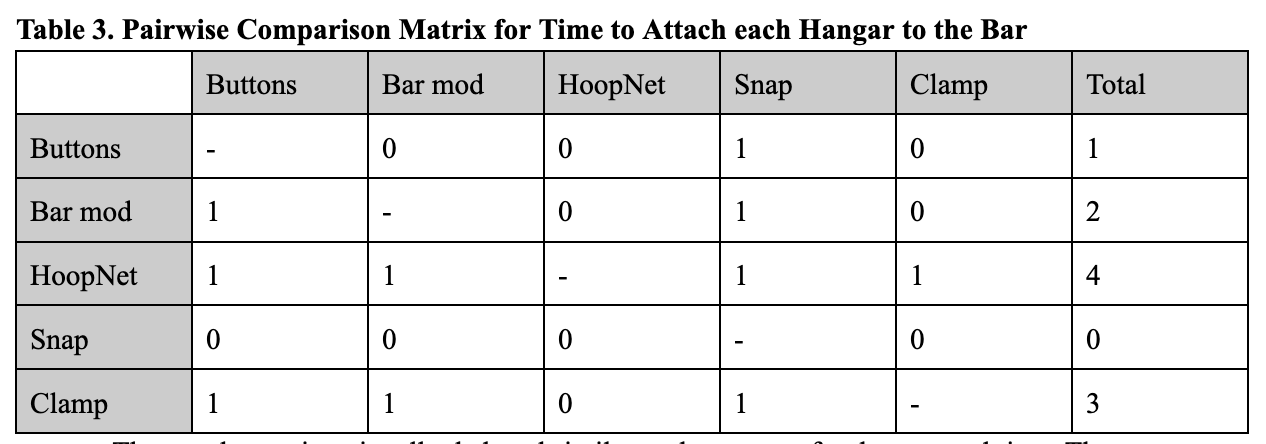 Table 3. Pairwise Comparison Matrix for Time to Attach each Hangar to the Bar
Buttons Bar mod HoopNet Snap Clamp Total
Buttons - 0 0 1 0 1
Bar mod 1 - 0 1 0 2
HoopNet 1 1 - 1 1 4
Snap 0 0 0 - 0 0
Clamp 1 1 0 1 - 3